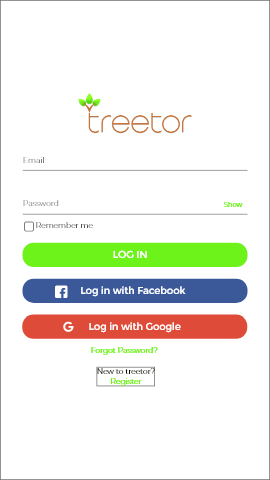 treetor
Email
Password Show
Remember me
LOG IN
Log in with Facebook
G Log in with Google
Forgot Password?
New to treetor?
Register